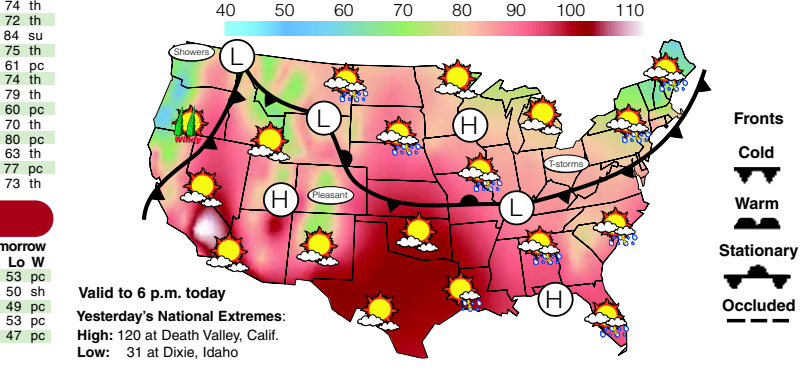 74 th
72 th
84 su
75 th
61 pc
74 th
79 th
60 pc
70 th
80 pc
63 th
77 pc
73 th
morrow
Lo W
53 pc
50 sh
49 pc
53 pc
47 pc
40 50 60 70 80 90 100 110
Showers
L
Windy
L
H
T-storms
H
Pleasant
L
H
Valid to 6 p.m. today
Yesterday's National Extremes:
High: 120 at Death Valley, Calif.
Low: 31 at Dixie, Idaho
Fronts
Cold
Warm
Stationary
Occluded